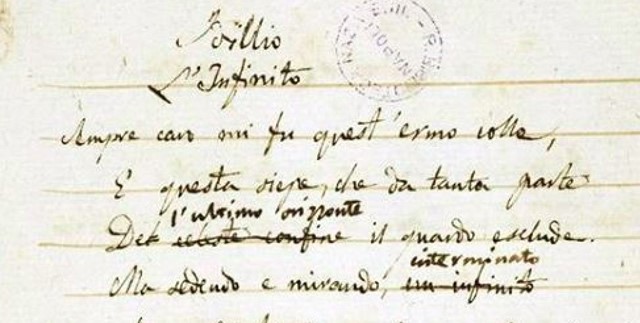 Idillio
L'Infinito
Sempre caro mi fu quest'ermo colle,
E questa siepe, che da tanta parte
l'ultimo orizzonte
Del celeste confine il guardo esclude.
interminato
Ma sedendo e mirando, un infinito